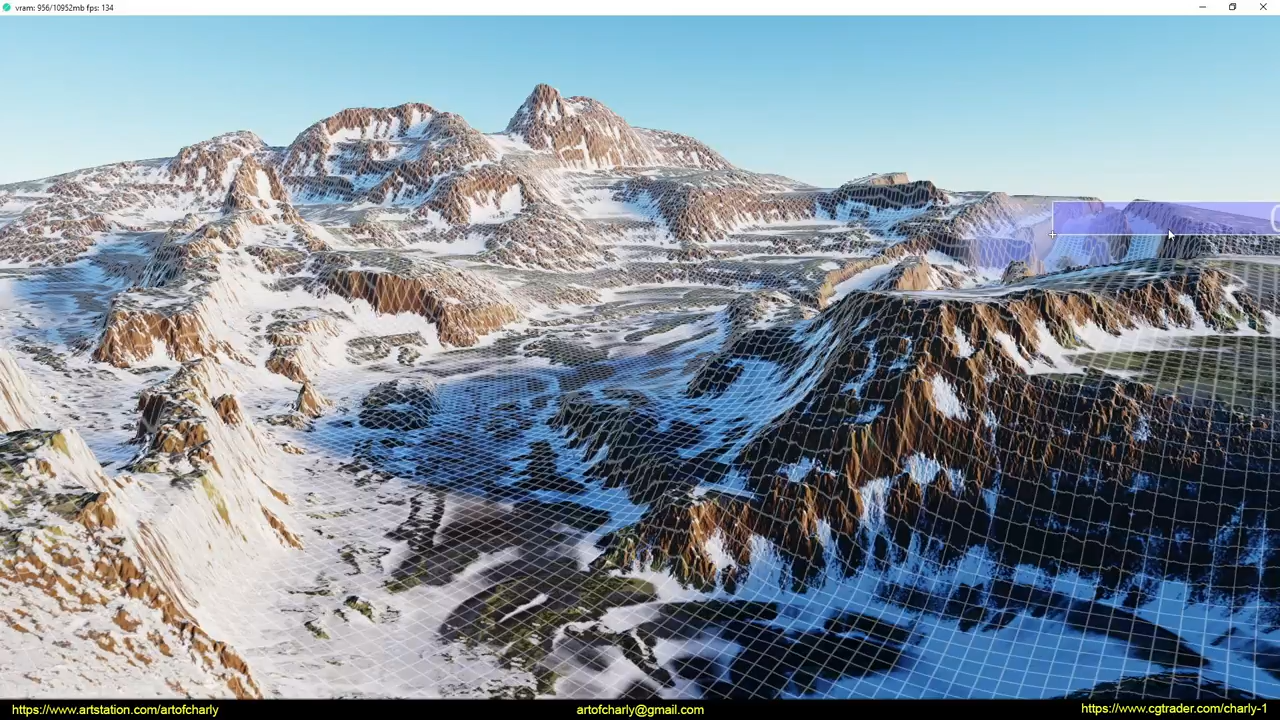 vram: 956/10952mb fps: 134
https://www.artstation.com/artofcharly
artofcharly@gmail.com
https://www.cgtrader.com/charly-1